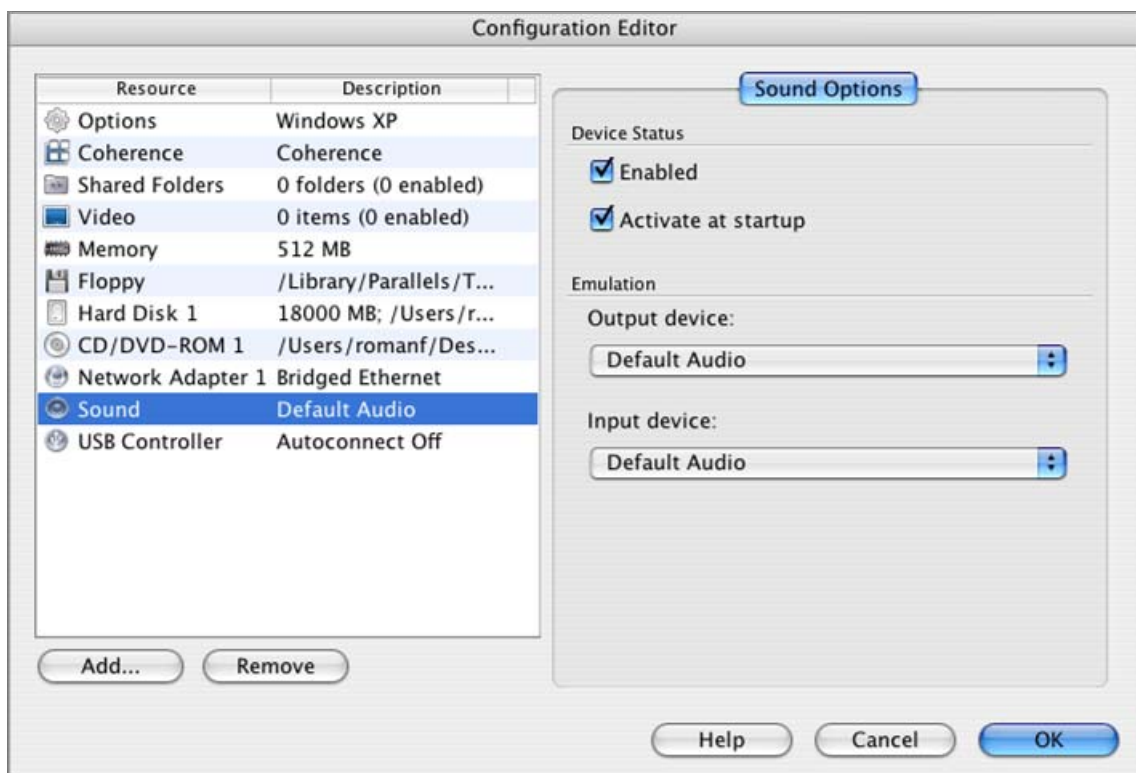 Configuration Editor
Resource Description
Options Windows XP
Coherence Coherence
Shared Folders 0 folders (0 enabled)
Video 0 items (0 enabled)
Memory 512 MB
Floppy /Library/Parallels/T...
Hard Disk 1 18000 MB; /Users/r...
CD/DVD-ROM 1 /Users/romanf/Des...
Network Adapter 1 Bridged Ethernet
Sound Default Audio
USB Controller Autoconnect Off
Add... Remove
Sound Options
Device Status
Enabled
Activate at startup
Emulation
Output device:
Default Audio
Input device:
Default Audio
Help Cancel OK